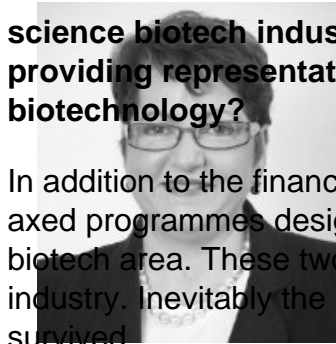 science biotech indus
providing representat
biotechnology?
In addition to the financ
axed programmes desig
biotech area. These two
industry. Inevitably the
survived